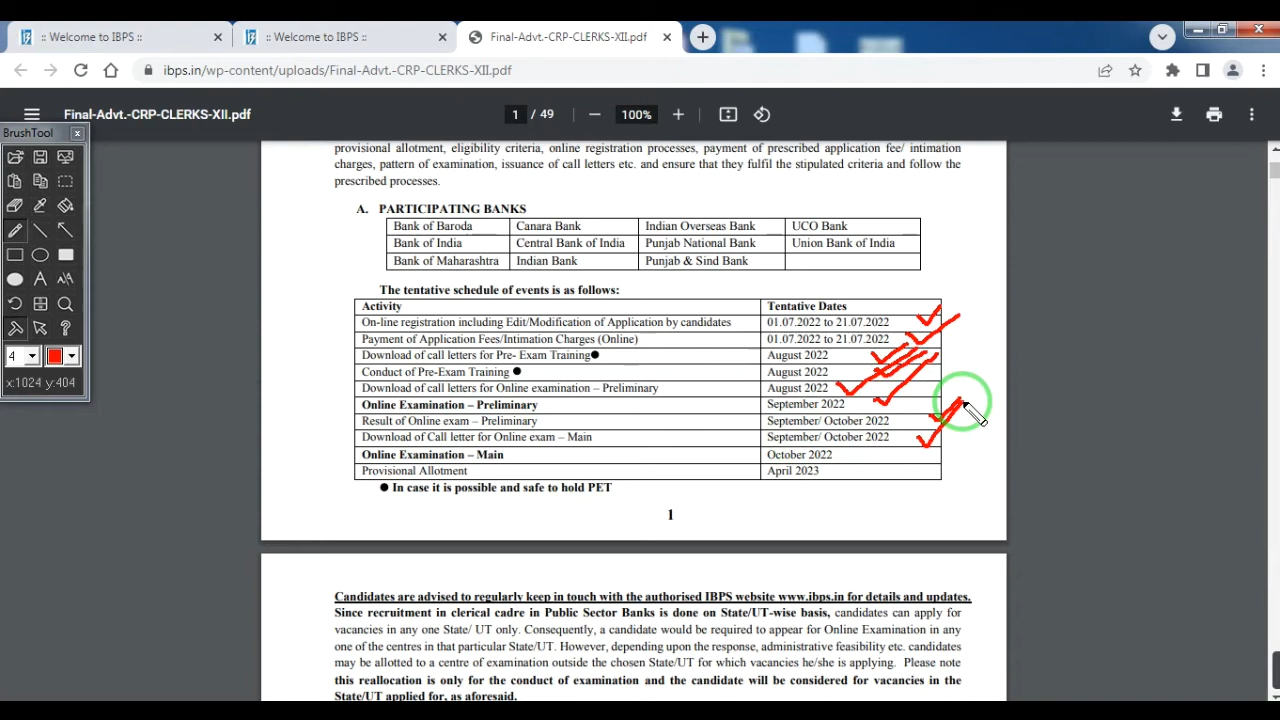 :: Welcome to IBPS ::
:: Welcome to IBPS ::
Final-Advt.-CRP-CLERKS-XII.pdf
ibps.in/wp-content/uploads/Final-Advt.-CRP-CLERKS-XII.pdf
Final-Advt.-CRP-CLERKS-XII.pdf
1 / 49
100%
BrushTool
4
x:1024 y:404
provisional allotment, eligibility criteria, online registration processes, payment of prescribed application fee/ intimation
charges, pattern of examination, issuance of call letters etc. and ensure that they fulfil the stipulated criteria and follow the
prescribed processes.
A. PARTICIPATING BANKS
Bank of Baroda Canara Bank Indian Overseas Bank UCO Bank
Bank of India Central Bank of India Punjab National Bank Union Bank of India
Bank of Maharashtra Indian Bank Punjab & Sind Bank
The tentative schedule of events is as follows:
Activity Tentative Dates
On-line registration including Edit/Modification of Application by candidates 01.07.2022 to 21.07.2022
Payment of Application Fees/Intimation Charges (Online) 01.07.2022 to 21.07.2022
Download of call letters for Pre- Exam Training● August 2022
Conduct of Pre-Exam Training ● August 2022
Download of call letters for Online examination – Preliminary August 2022
Online Examination – Preliminary September 2022
Result of Online exam – Preliminary September/ October 2022
Download of Call letter for Online exam – Main September/ October 2022
Online Examination – Main October 2022
Provisional Allotment April 2023
● In case it is possible and safe to hold PET
1
Candidates are advised to regularly keep in touch with the authorised IBPS website www.ibps.in for details and updates.
Since recruitment in clerical cadre in Public Sector Banks is done on State/UT-wise basis, candidates can apply for
vacancies in any one State/ UT only. Consequently, a candidate would be required to appear for Online Examination in any
one of the centres in that particular State/UT. However, depending upon the response, administrative feasibility etc. candidates
may be allotted to a centre of examination outside the chosen State/UT for which vacancies he/she is applying. Please note
this reallocation is only for the conduct of examination and the candidate will be considered for vacancies in the
State/UT applied for, as aforesaid.